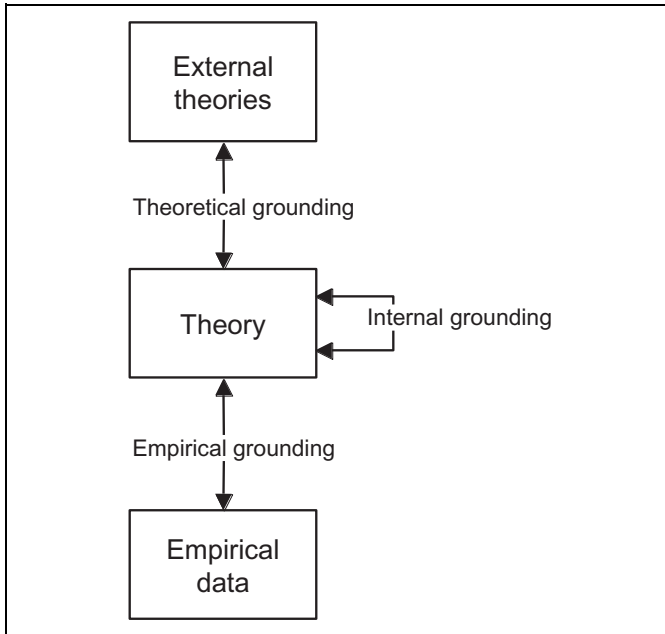 External
theories
Theoretical grounding
Theory
Internal grounding
Empirical grounding
Empirical
data